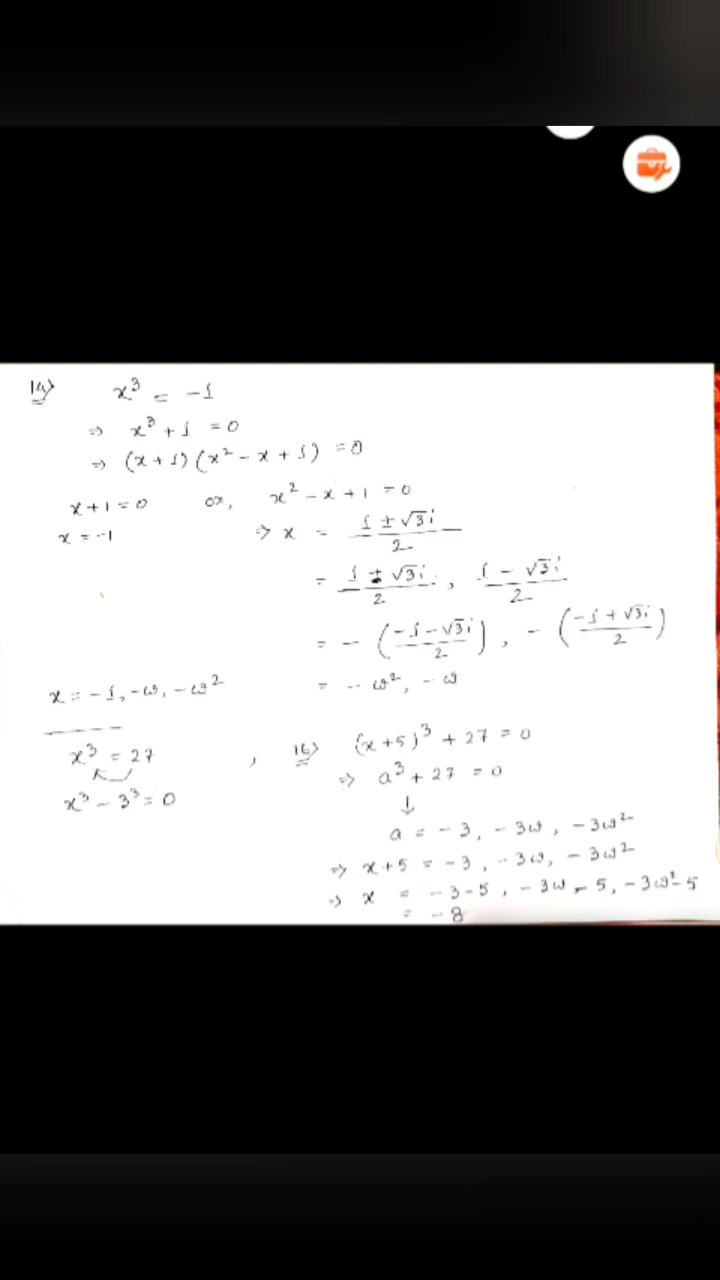 14) x³ = -1
⇒ x³ + 1 = 0
⇒ (x + 1) (x² - x + 1) = 0
x + 1 = 0 or, x² - x + 1 = 0
x = -1 ⇒ x = (1 ± √3i)/2
= (1 ± √3i)/2 , (1 - √3i)/2
= - ((-1 - √3i)/2) , - ((-1 + √3i)/2)
x = -1, -ω, -ω² = - ω², - ω
x³ = 27 , 16) (x + 5)³ + 27 = 0
x³ - 3³ = 0 ⇒ a³ + 27 = 0
↓
a = -3, -3ω, -3ω²
⇒ x + 5 = -3, -3ω, -3ω²
⇒ x = -3 - 5, -3ω - 5, -3ω² - 5
= -8